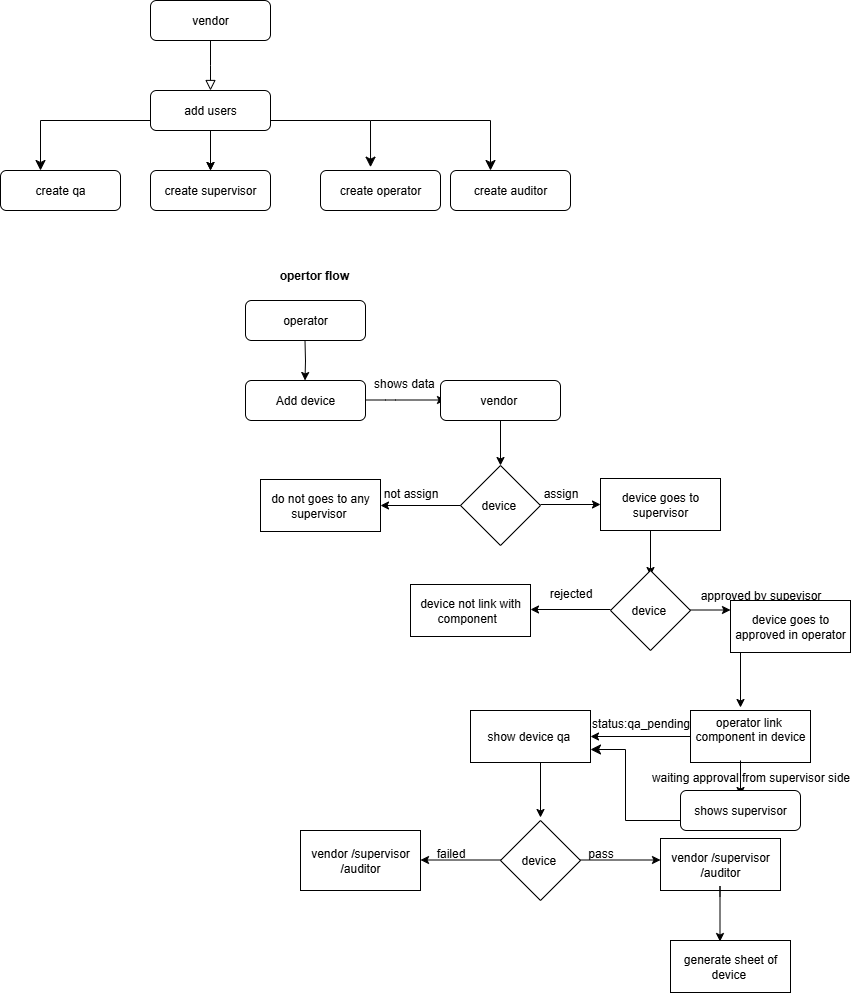 vendor
add users
create qa
create supervisor
create operator
create auditor
opertor flow
operator
Add device
shows data
vendor
do not goes to any
supervisor
not assign
device
assign
device goes to
supervisor
device not link with
component
rejected
device
approved by supevisor
device goes to
approved in operator
show device qa
status:qa_pending
operator link
component in device
waiting approval from supervisor side
shows supervisor
vendor /supervisor
/auditor
failed
device
pass
vendor /supervisor
/auditor
generate sheet of
device